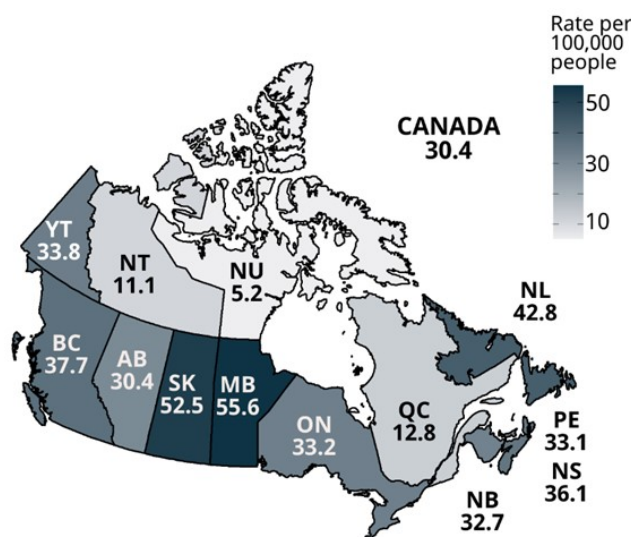 Rate per
100,000
people
50
30
10
CANADA
30.4
YT
33.8
NT
11.1
NU
5.2
NL
42.8
BC
37.7
AB
30.4
SK
52.5
MB
55.6
ON
33.2
QC
12.8
PE
33.1
NS
36.1
NB
32.7